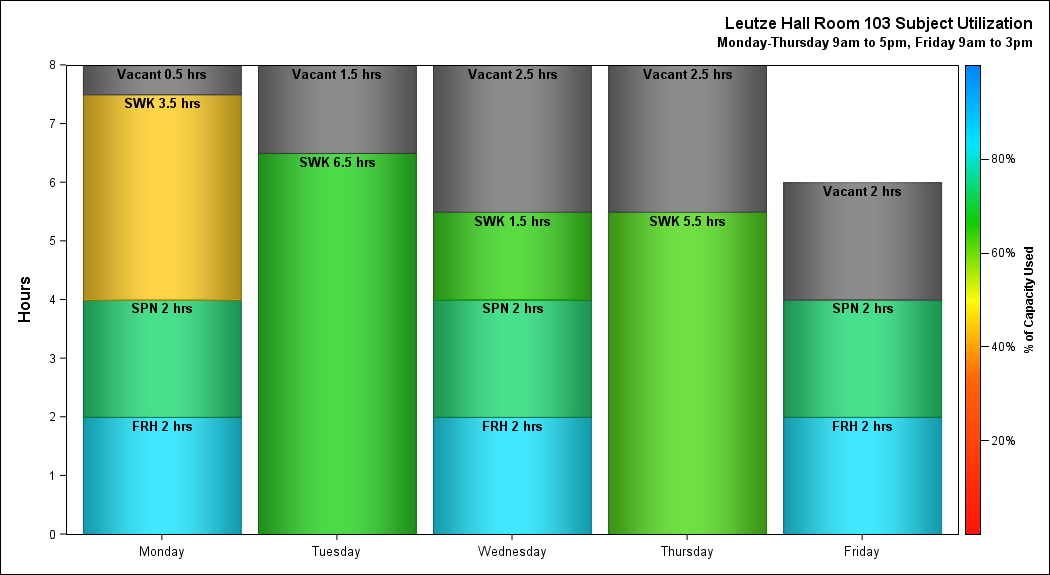 Leutze Hall Room 103 Subject Utilization
Monday-Thursday 9am to 5pm, Friday 9am to 3pm
8
7
6
5
4
3
2
1
0
Hours
Vacant 0.5 hrs
SWK 3.5 hrs
SPN 2 hrs
FRH 2 hrs
Vacant 1.5 hrs
SWK 6.5 hrs
Vacant 2.5 hrs
SWK 1.5 hrs
SPN 2 hrs
FRH 2 hrs
Vacant 2.5 hrs
SWK 5.5 hrs
Vacant 2 hrs
SPN 2 hrs
FRH 2 hrs
Monday Tuesday Wednesday Thursday Friday
80%
60%
40%
20%
% of Capacity Used